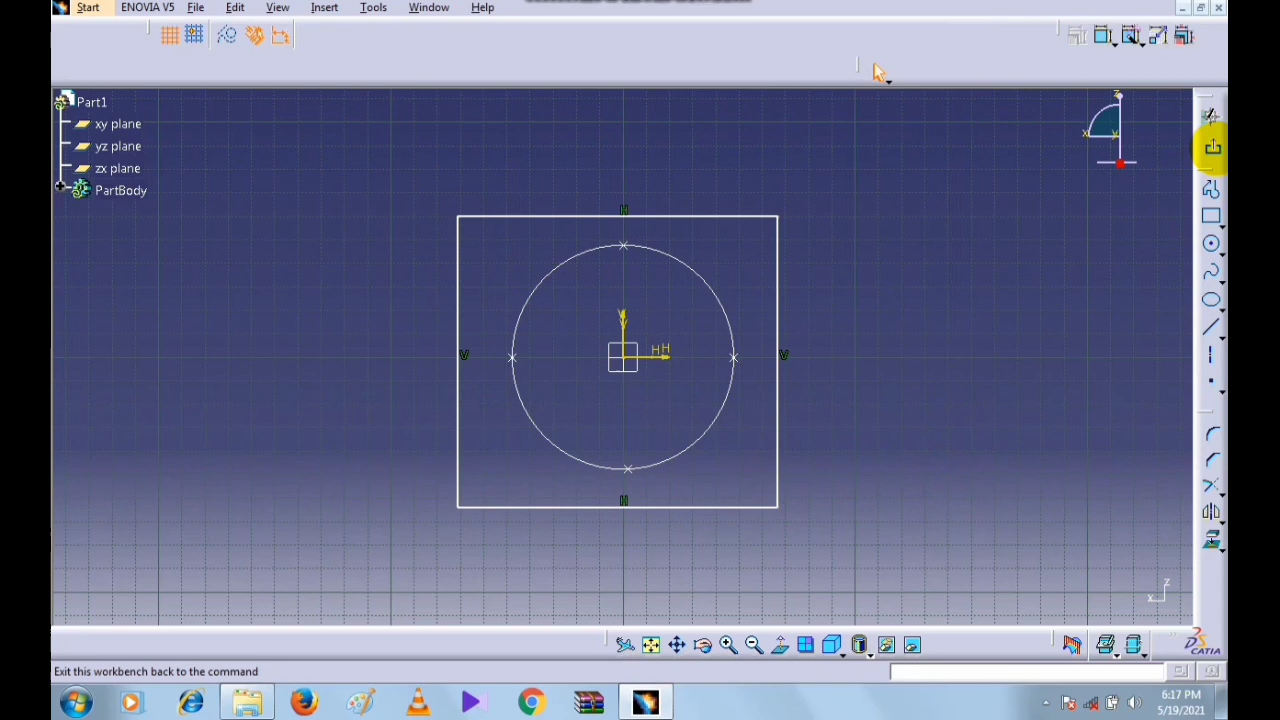 Start ENOVIA V5 File Edit View Insert Tools Window Help
Part1
xy plane
yz plane
zx plane
PartBody
z
x y
H
V V
V
H H
H
z
x
CATIA
Exit this workbench back to the command
6:17 PM
5/19/2021